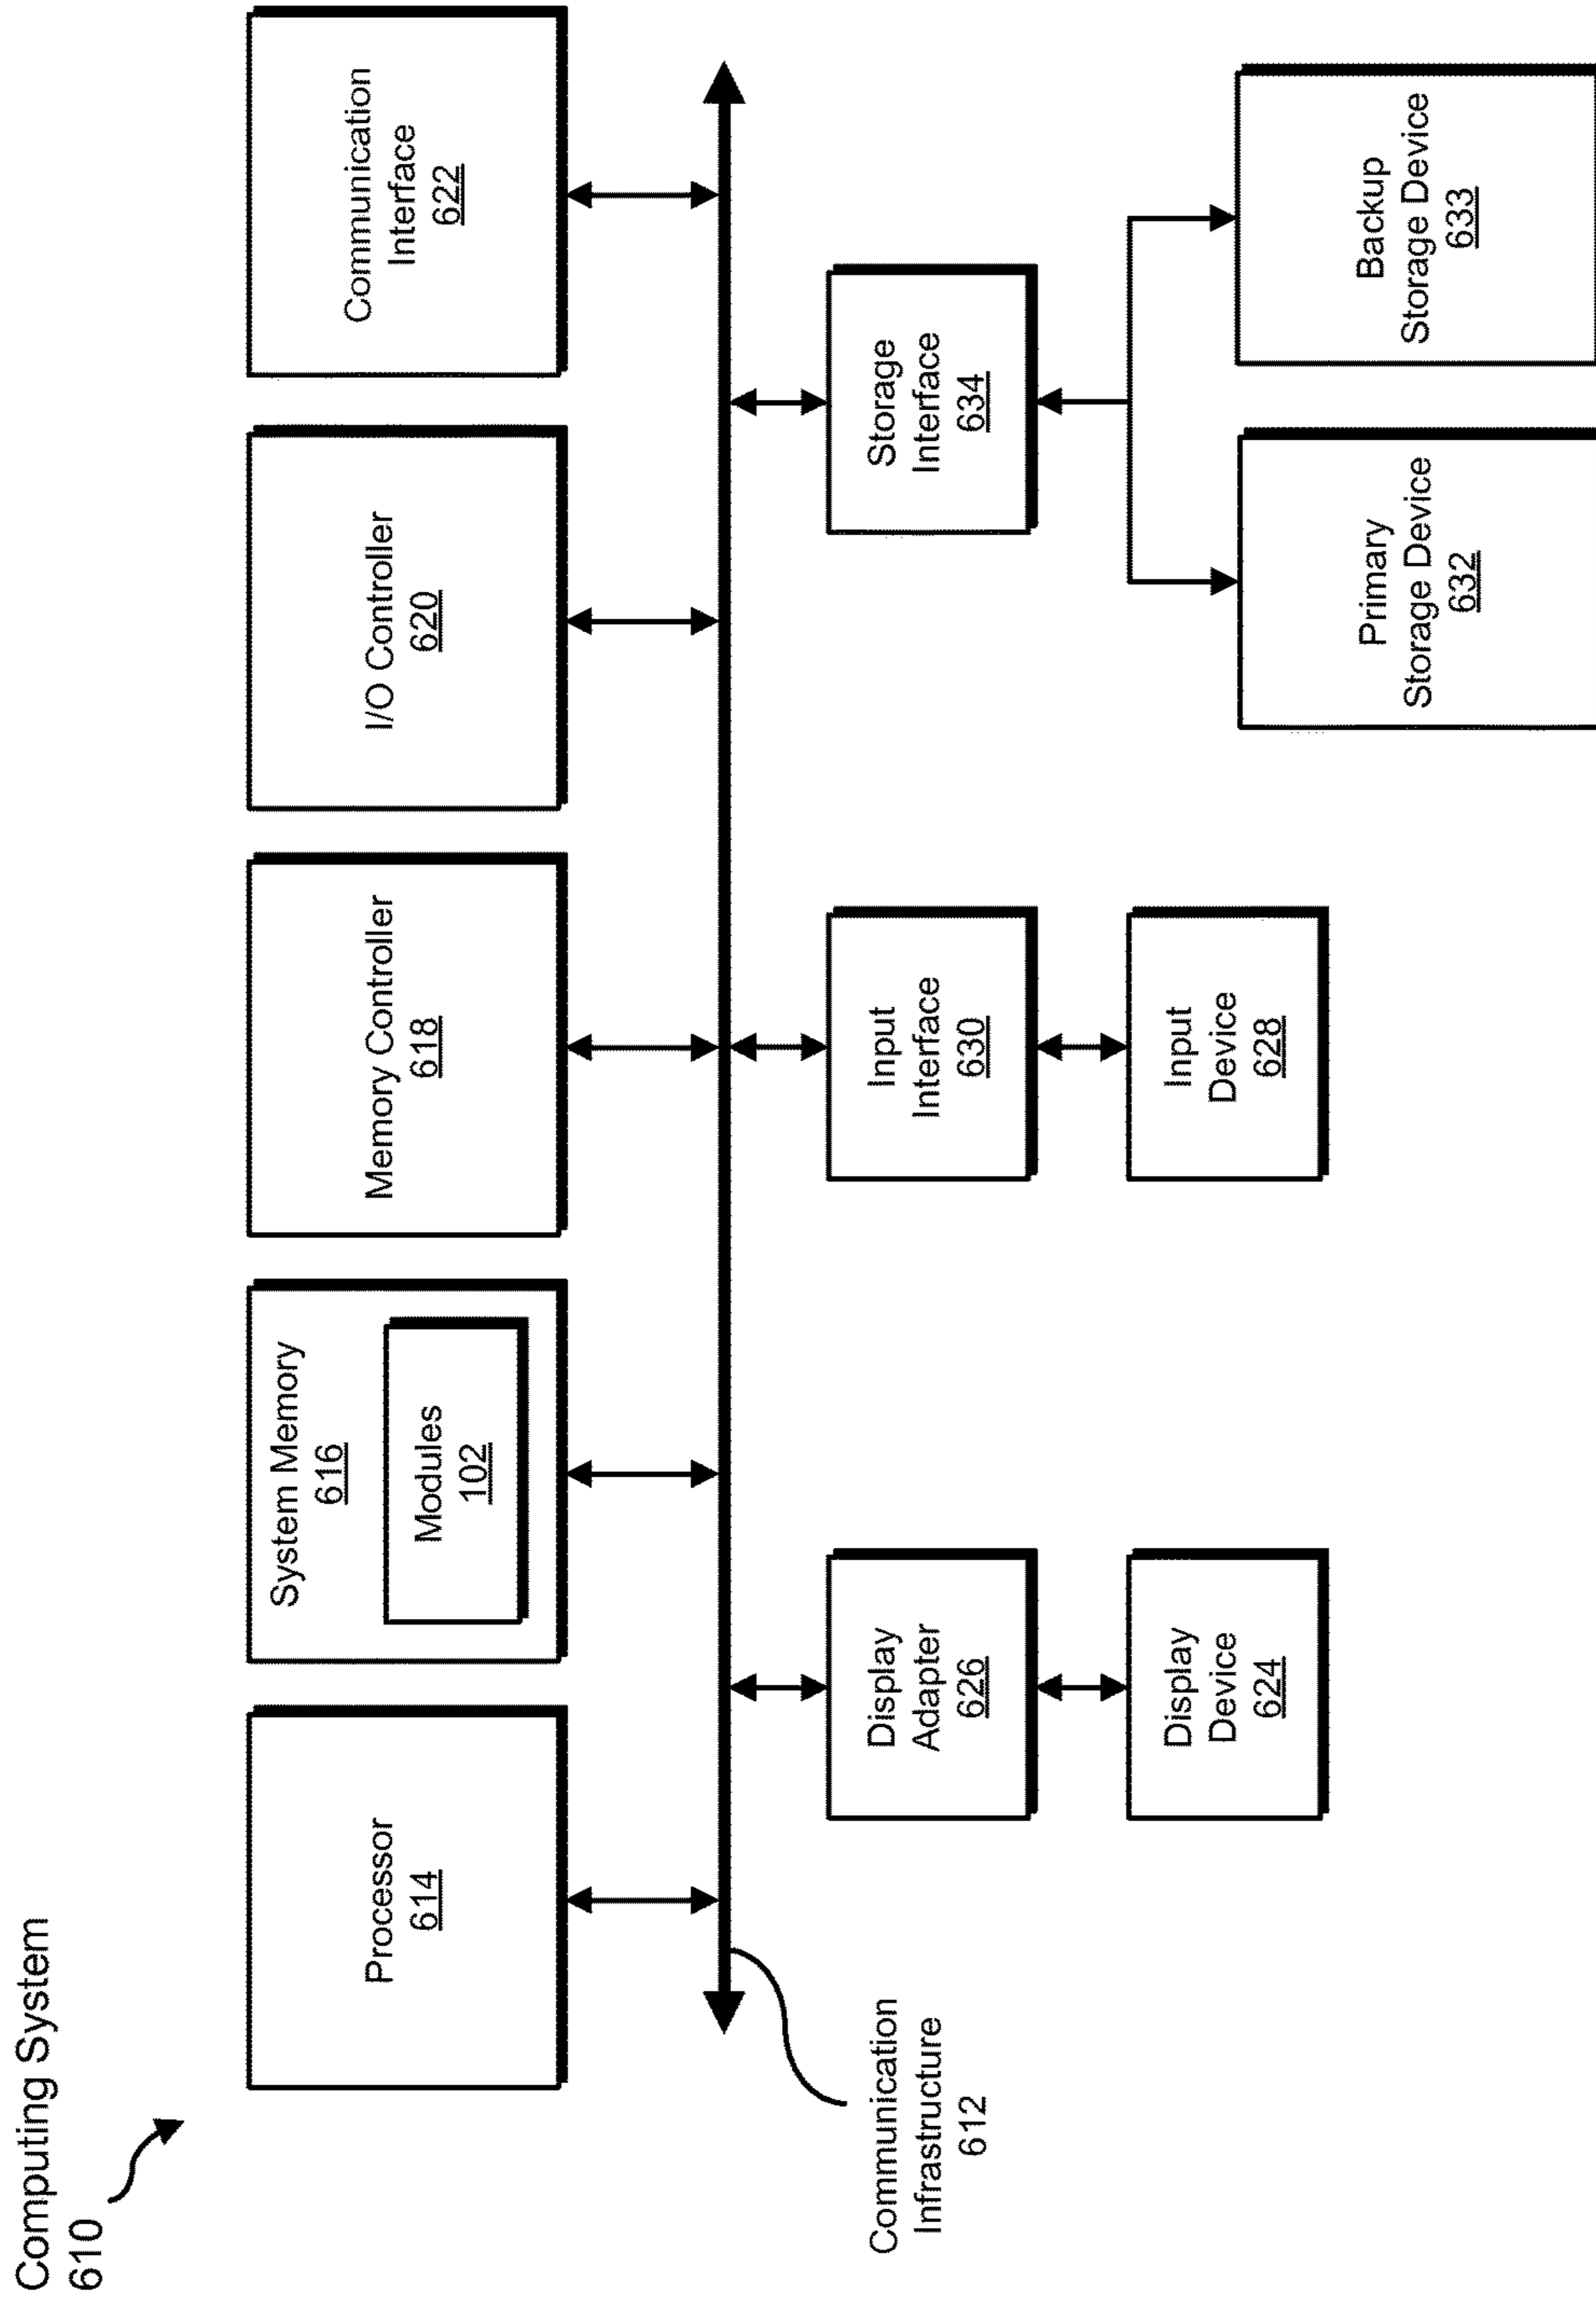 Computing System
610
Processor
614
System Memory
616
Modules
102
Memory Controller
618
I/O Controller
620
Communication
Interface
622
Communication
Infrastructure
612
Display
Adapter
626
Input
Interface
630
Storage
Interface
634
Display
Device
624
Input
Device
628
Primary
Storage Device
632
Backup
Storage Device
633